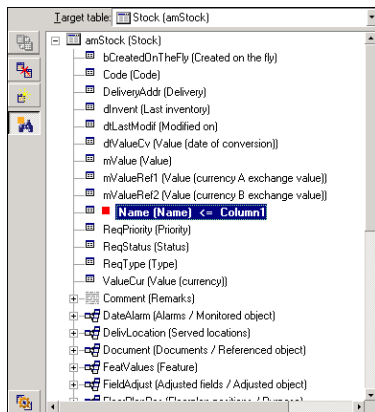 Target table: Stock (amStock)
amStock (Stock)
bCreatedOnTheFly (Created on the fly)
Code (Code)
DeliveryAddr (Delivery)
dInvent (Last inventory)
dtLastModif (Modified on)
dtValueCv (Value (date of conversion))
mValue (Value)
mValueRef1 (Value (currency A exchange value))
mValueRef2 (Value (currency B exchange value))
Name (Name) <= Column1
ReqPriority (Priority)
ReqStatus (Status)
ReqType (Type)
ValueCur (Value (currency))
Comment (Remarks)
DateAlarm (Alarms / Monitored object)
DelivLocation (Served locations)
Document (Documents / Referenced object)
FeatValues (Feature)
FieldAdjust (Adjusted fields / Adjusted object)